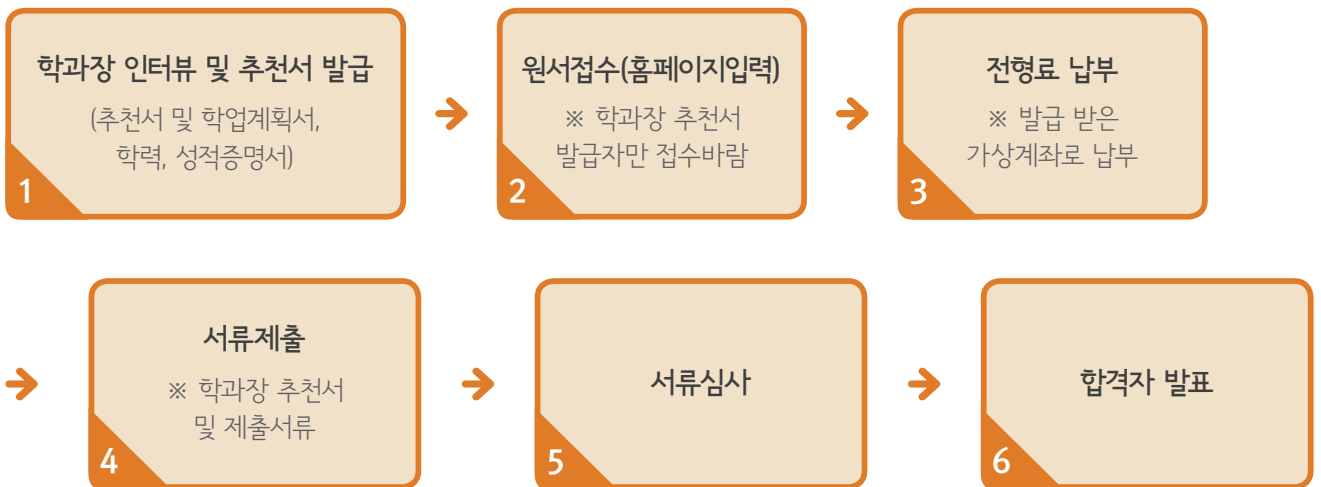 학과장 인터뷰 및 추천서 발급
(추천서 및 학업계획서,
학력, 성적증명서)
1
원서접수(홈페이지입력)
※ 학과장 추천서
발급자만 접수바람
2
전형료 납부
※ 발급 받은
가상계좌로 납부
3
서류제출
※ 학과장 추천서
및 제출서류
4
서류심사
5
합격자 발표
6